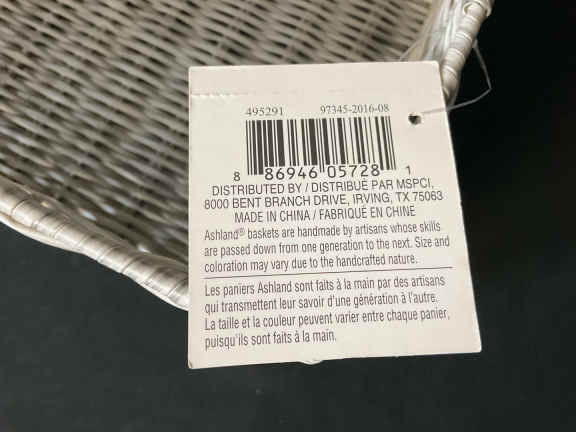 495291 97345-2016-08
8 86946 05728 1
DISTRIBUTED BY / DISTRIBUÉ PAR MSPCI,
8000 BENT BRANCH DRIVE, IRVING, TX 75063
MADE IN CHINA / FABRIQUÉ EN CHINE
Ashland® baskets are handmade by artisans whose skills
are passed down from one generation to the next. Size and
coloration may vary due to the handcrafted nature.
Les paniers Ashland sont faits à la main par des artisans
qui transmettent leur savoir d'une génération à l'autre.
La taille et la couleur peuvent varier entre chaque panier,
puisqu'ils sont faits à la main.